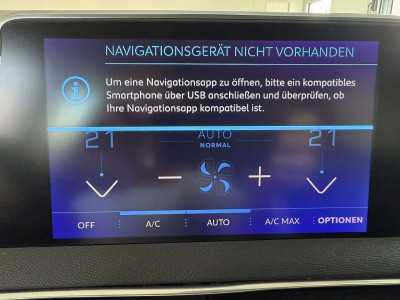 NAVIGATIONSGERÄT NICHT VORHANDEN
Um eine Navigationsapp zu öffnen, bitte ein kompatibles
Smartphone über USB anschließen und überprüfen, ob
Ihre Navigationsapp kompatibel ist.
21 AUTO 21
NORMAL
OFF A/C AUTO A/C MAX OPTIONEN